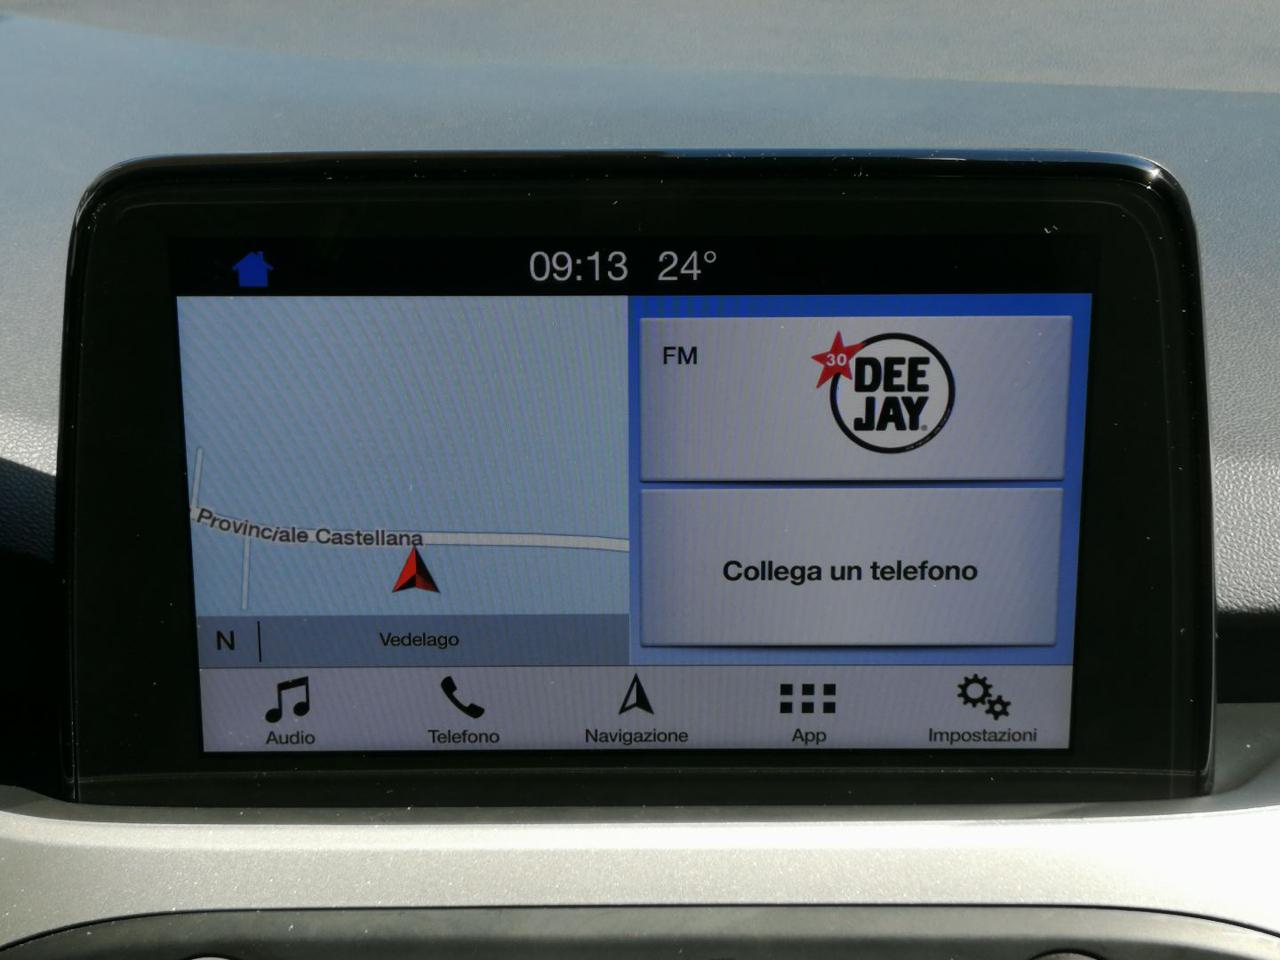 09:13 24°
FM
30
DEE
JAY
Provinciale Castellana
Collega un telefono
N
Vedelago
Audio
Telefono
Navigazione
App
Impostazioni